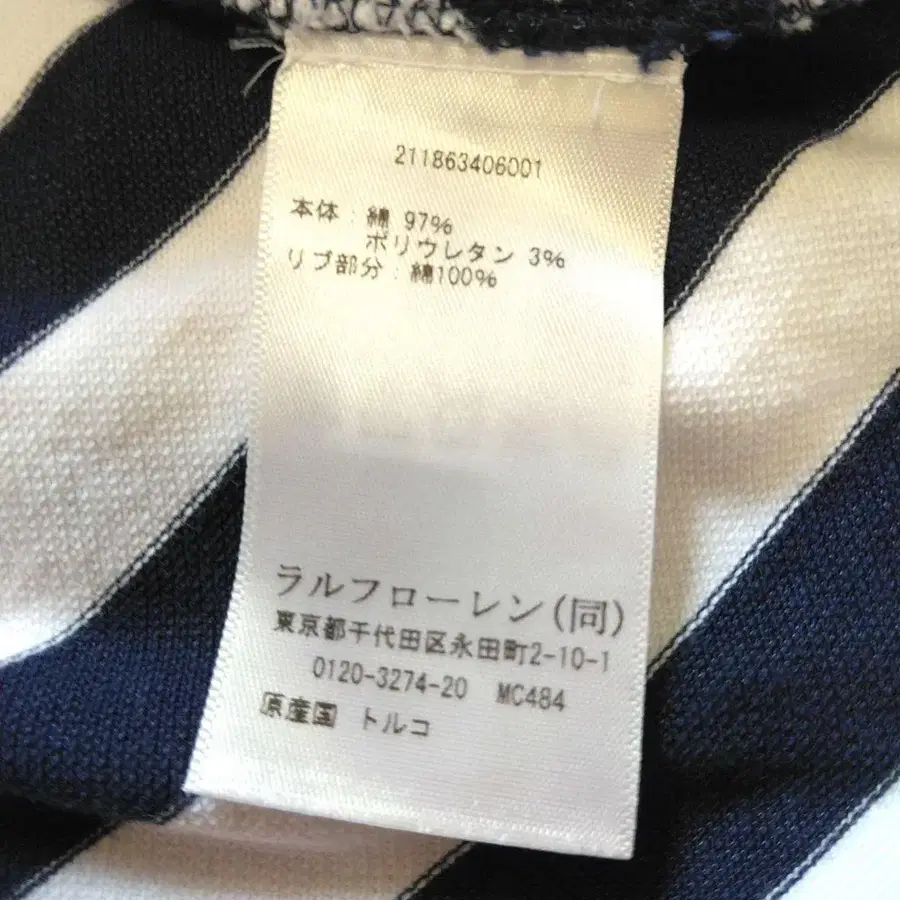 211863406001
本体：綿 97%
ポリウレタン 3%
リブ部分：綿100%
ラルフローレン(同)
東京都千代田区永田町2-10-1
0120-3274-20 MC484
原産国 トルコ